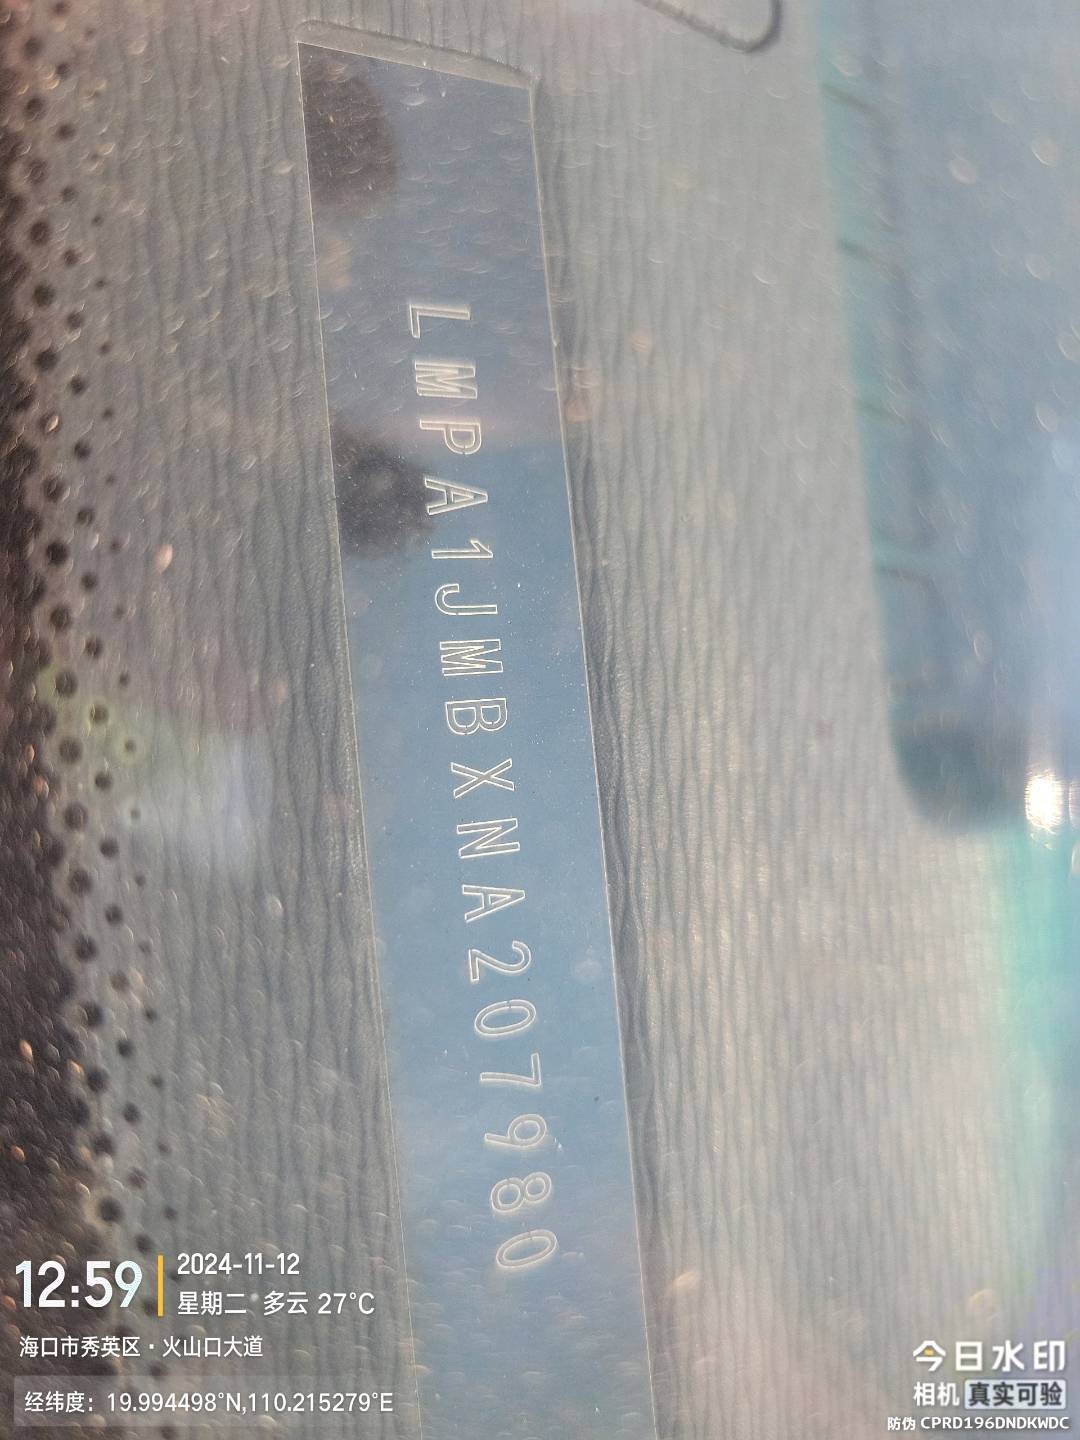 LMPA1JMBXNA207980
12:59
2024-11-12
星期二 多云 27°C
海口市秀英区·火山口大道
经纬度：19.994498°N,110.215279°E
今日水印
相机 真实可验
防伪 CPRD196DNDKWDC